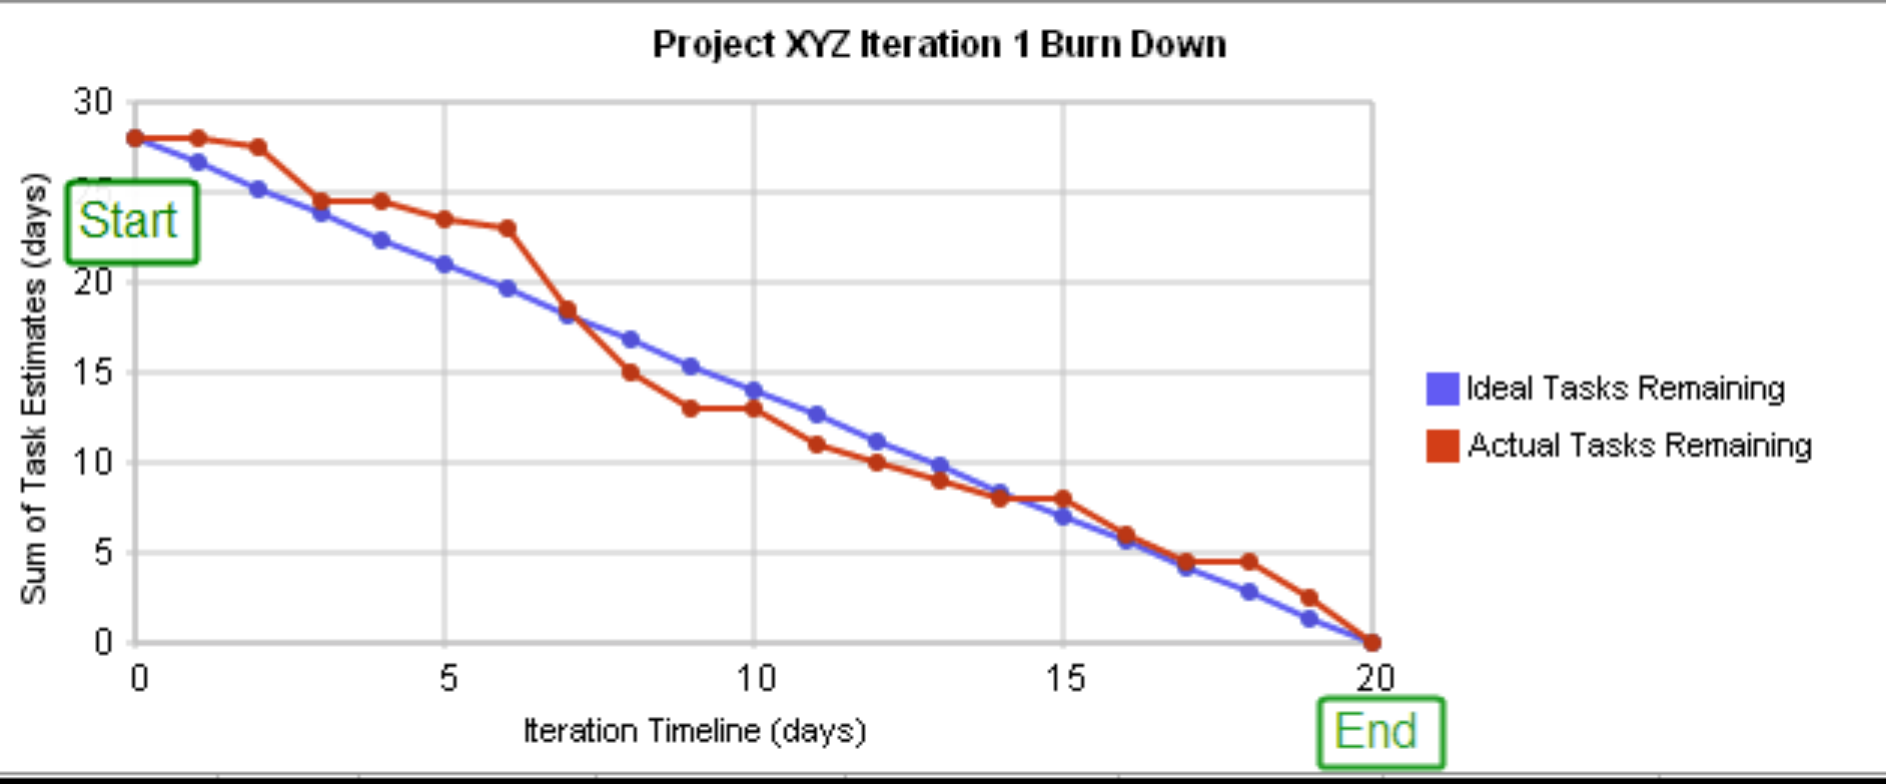 Project XYZ Iteration 1 Burn Down
30
Start
20
15
10
5
0
Sum of Task Estimates (days)
0 5 10 15 20
Iteration Timeline (days)
End
Ideal Tasks Remaining
Actual Tasks Remaining